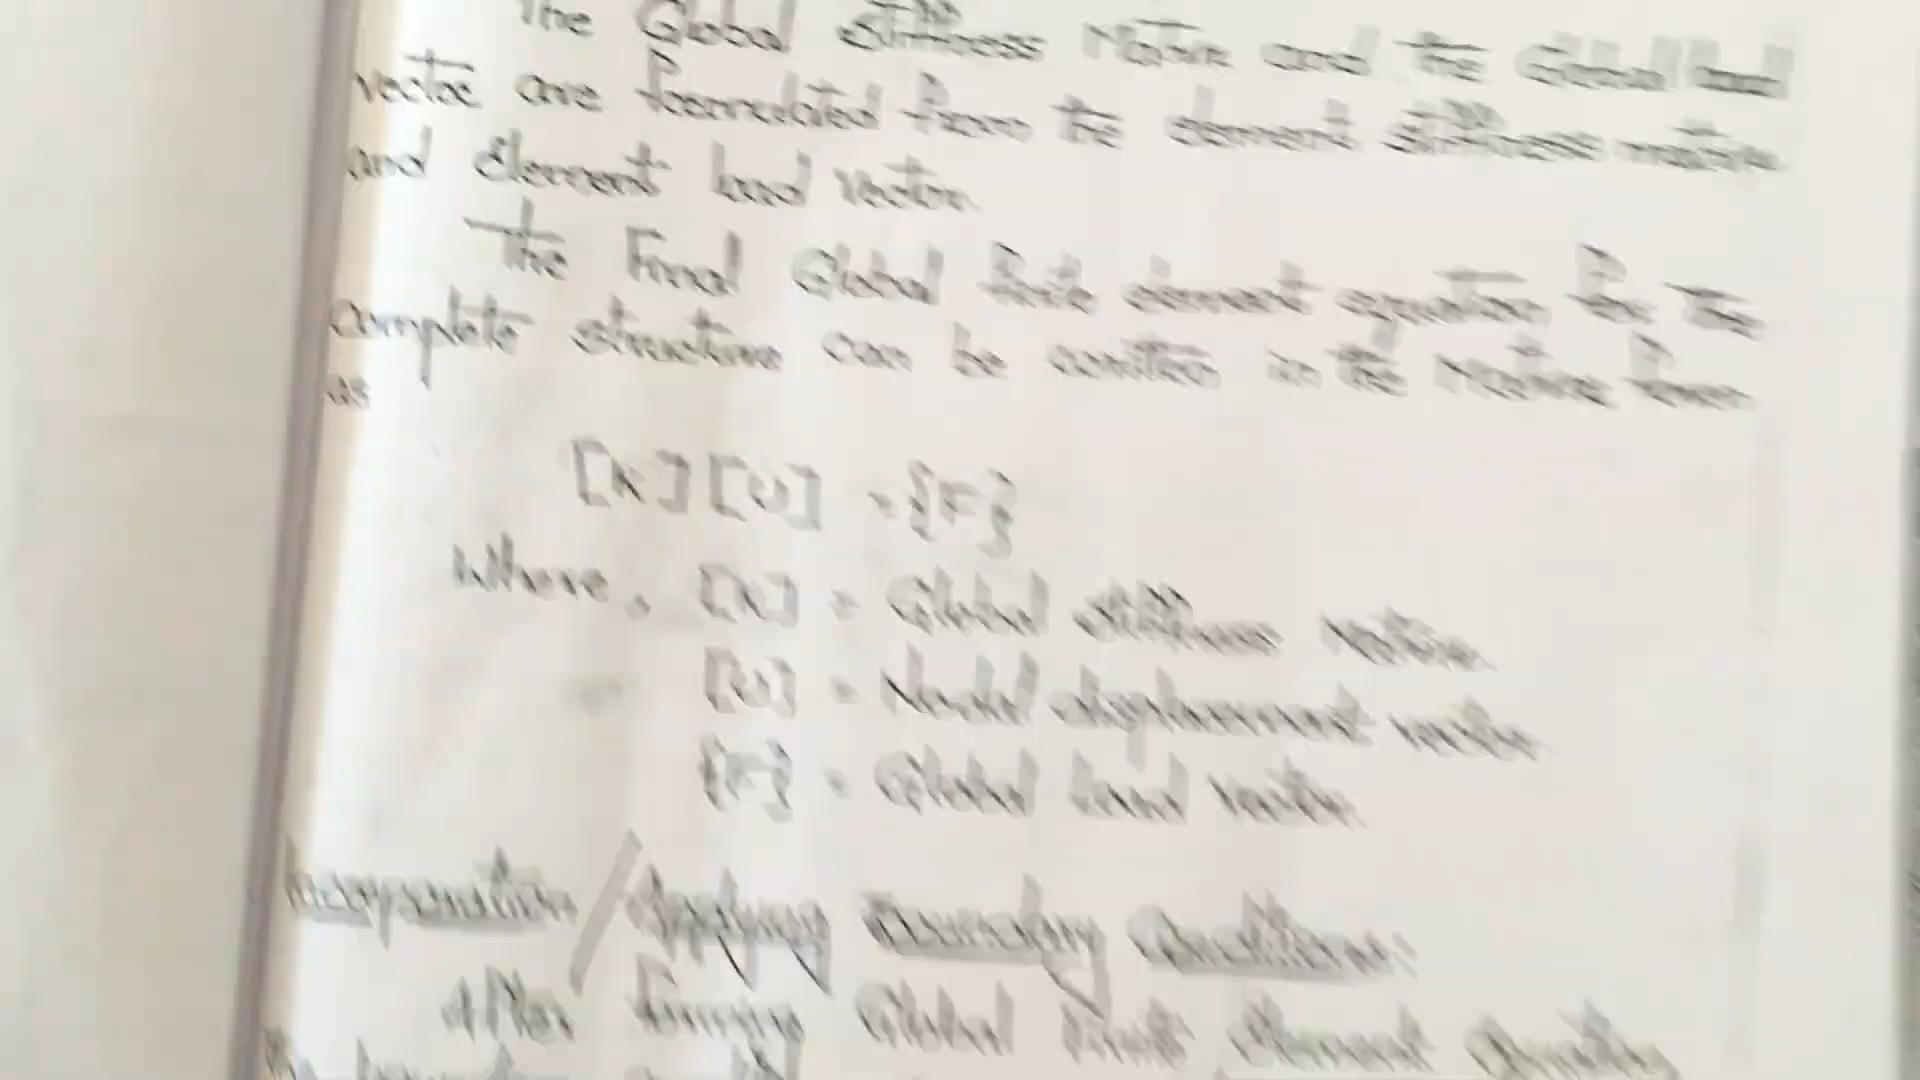 The Global Stiffness Matrix and the Global load
vector are formulated from the element stiffness matrix
and element load vector.
The Final Global finite element equation for the
complete structure can be written in the Matrix form
as
[K] [U] = {F}
Where, [K] = Global stiffness Matrix.
[U] = Nodal displacement vector
{F} = Global Load vector.
Incorporation / Applying Boundary Conditions:
After forming Global Finite Element